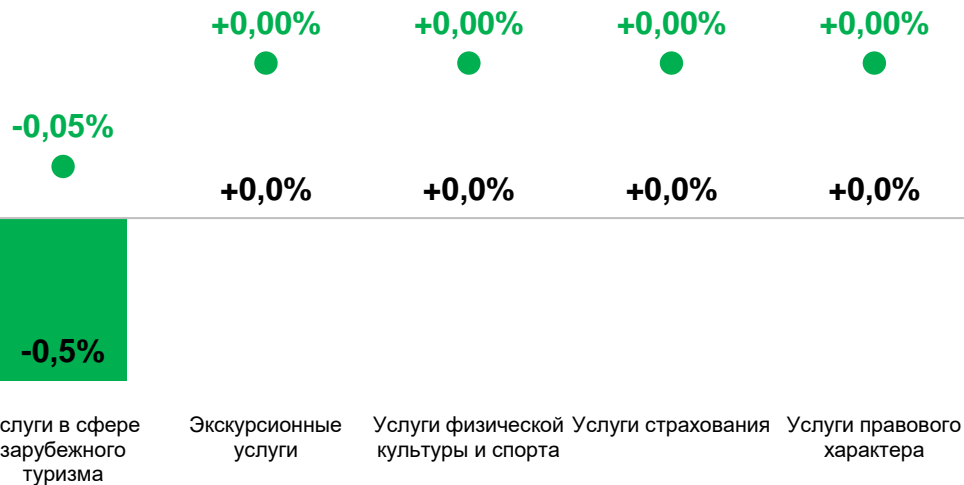 +0,00% +0,00% +0,00% +0,00%
-0,05%
+0,0% +0,0% +0,0% +0,0%
-0,5%
слуги в сфере
зарубежного
туризма
Экскурсионные
услуги
Услуги физической
культуры и спорта
Услуги страхования
Услуги правового
характера